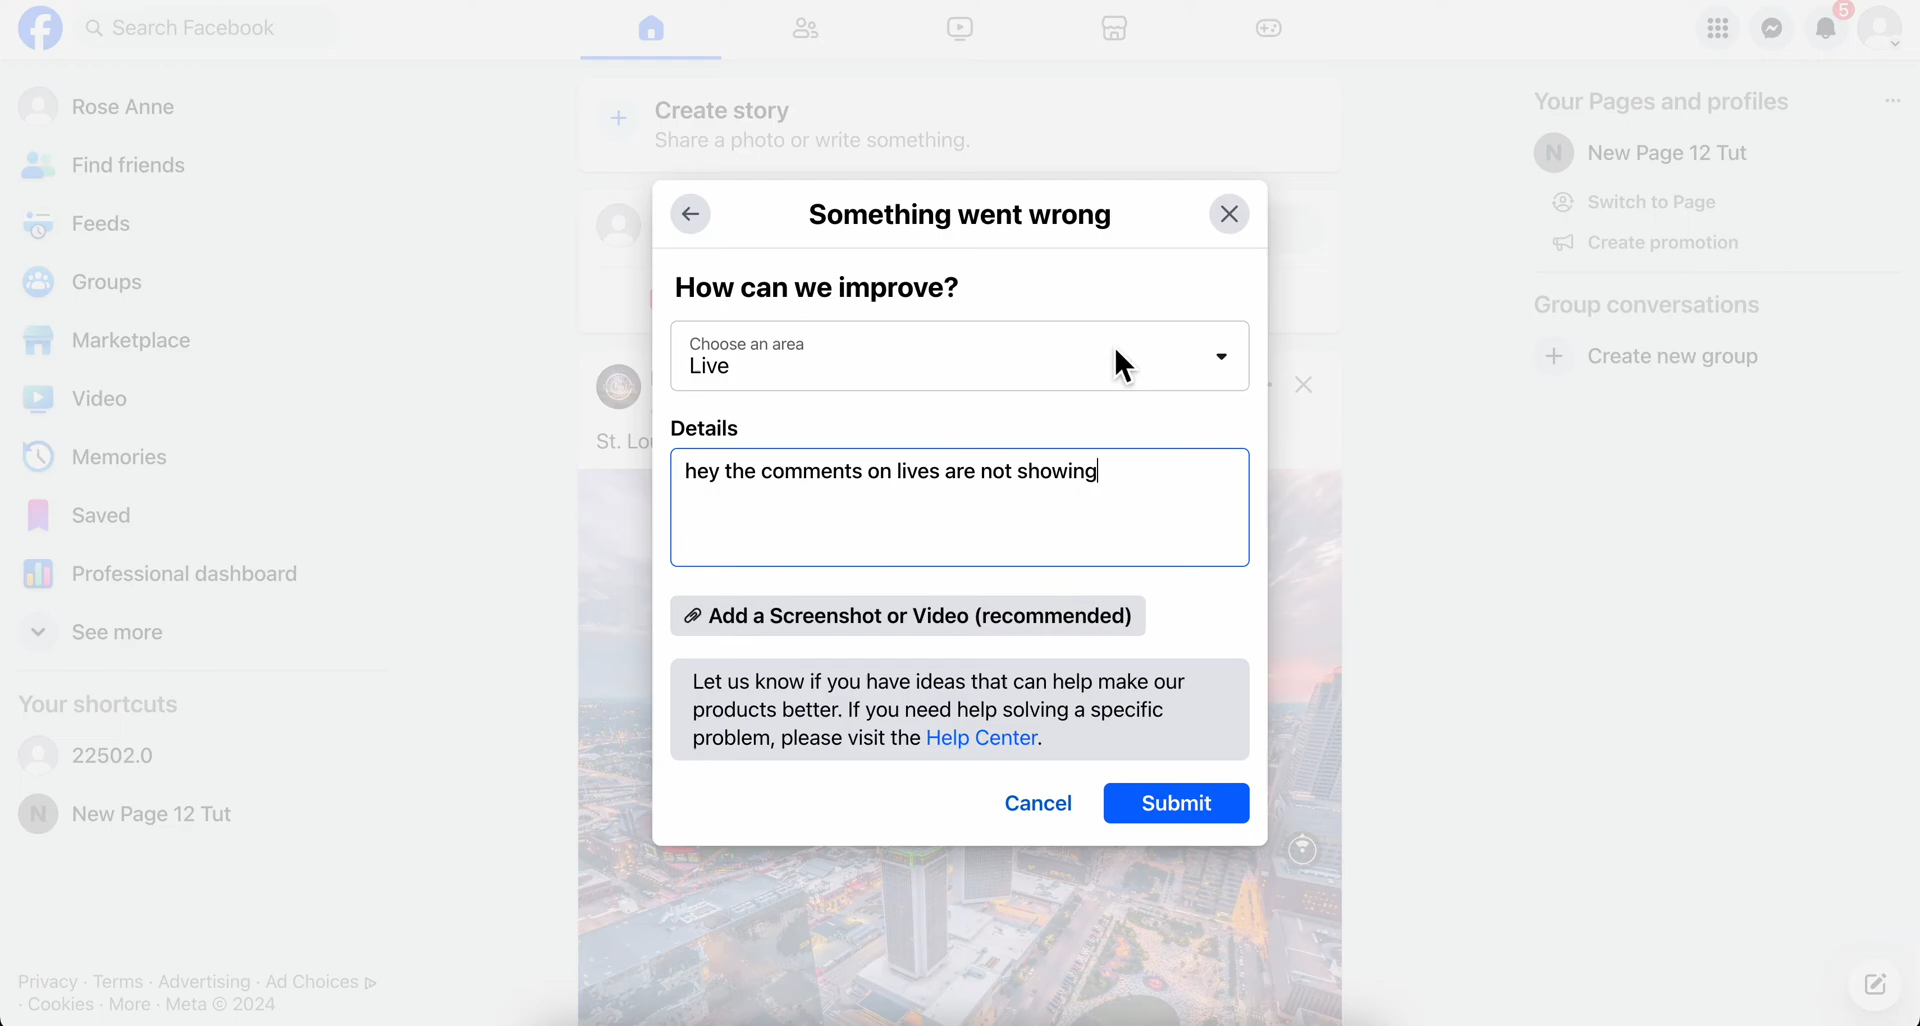 Search Facebook
5
Rose Anne
Find friends
Feeds
Groups
Marketplace
Video
Memories
Saved
Professional dashboard
See more
Your shortcuts
22502.0
N New Page 12 Tut
Privacy · Terms · Advertising · Ad Choices
· Cookies · More · Meta © 2024
Create story
Share a photo or write something.
St. Lou
Something went wrong
How can we improve?
Choose an area
Live
Details
hey the comments on lives are not showing
Add a Screenshot or Video (recommended)
Let us know if you have ideas that can help make our
products better. If you need help solving a specific
problem, please visit the Help Center.
Cancel
Submit
Your Pages and profiles
N New Page 12 Tut
Switch to Page
Create promotion
Group conversations
Create new group